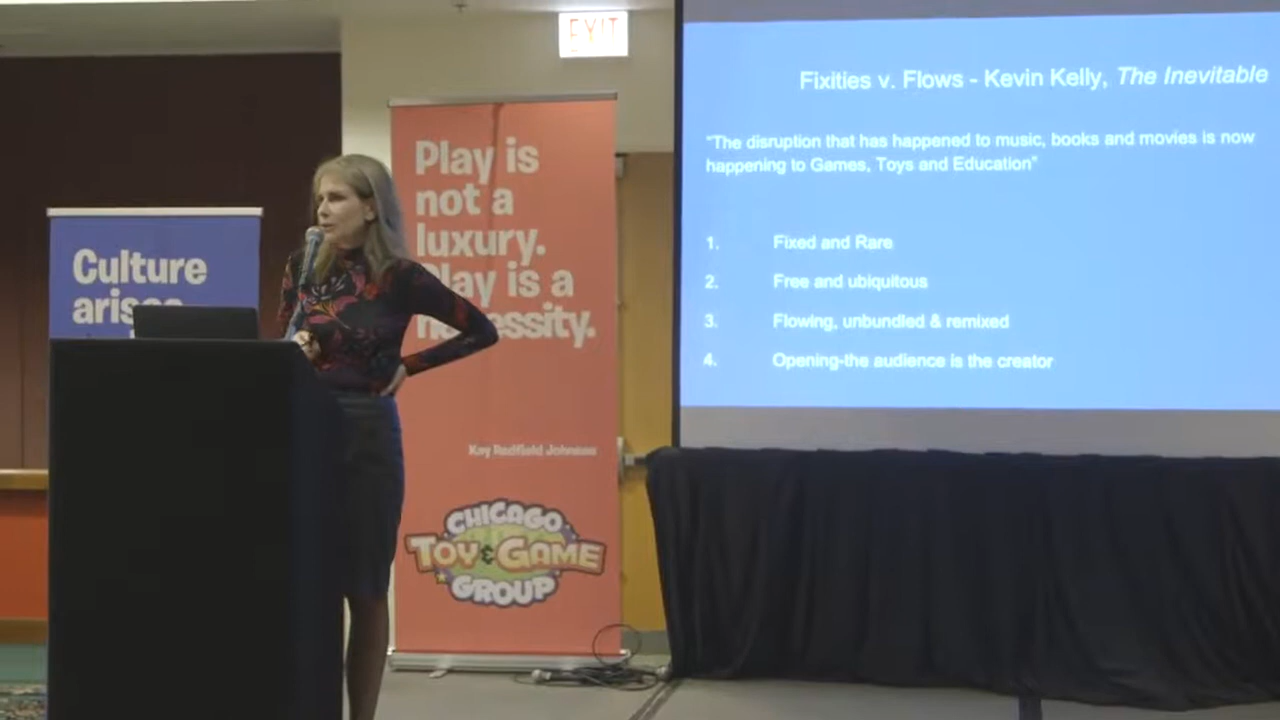 EXIT
Fixities v. Flows - Kevin Kelly, The Inevitable
"The disruption that has happened to music, books and movies is now
happening to Games, Toys and Education"
1. Fixed and Rare
2. Free and ubiquitous
3. Flowing, unbundled & remixed
4. Opening-the audience is the creator
Play is
not a
luxury.
Play is a
necessity.
Kay Redfield Jamison
CHICAGO
TOY & GAME
GROUP
Culture
arises